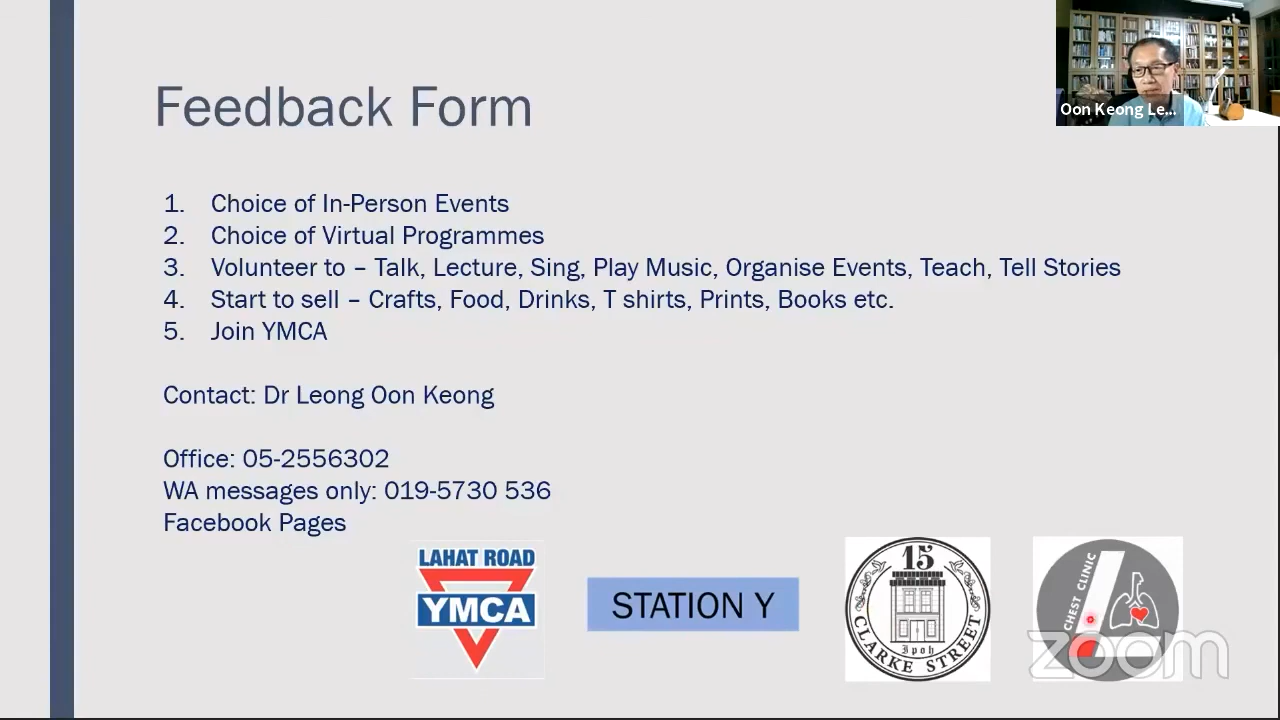 Feedback Form
Oon Keong Le...
1. Choice of In-Person Events
2. Choice of Virtual Programmes
3. Volunteer to – Talk, Lecture, Sing, Play Music, Organise Events, Teach, Tell Stories
4. Start to sell – Crafts, Food, Drinks, T shirts, Prints, Books etc.
5. Join YMCA
Contact: Dr Leong Oon Keong
Office: 05-2556302
WA messages only: 019-5730 536
Facebook Pages
LAHAT ROAD
YMCA
STATION Y
15
Ipoh
CLARKE STREET
CHEST CLINIC
zoom